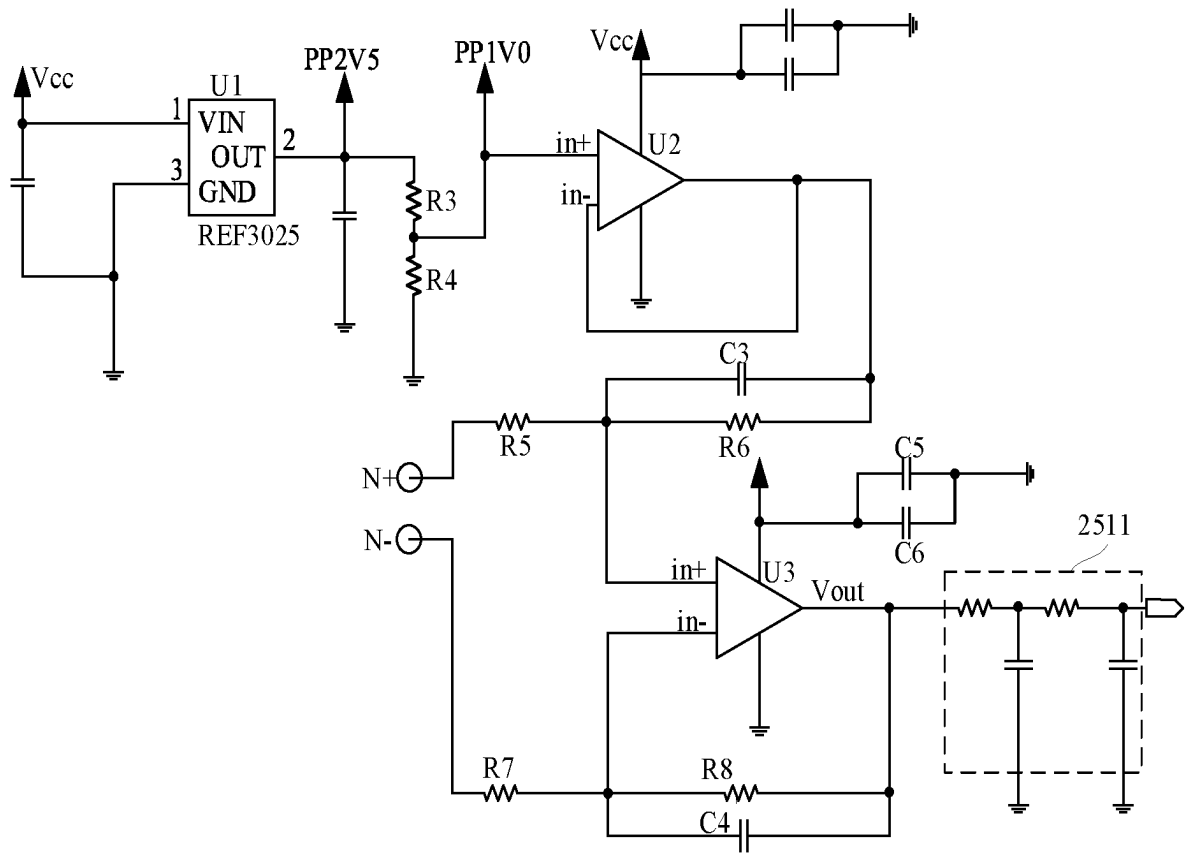 Vcc
U1
1
VIN
OUT
2
3
GND
REF3025
PP2V5
R3
R4
PP1V0
Vcc
in+
in-
U2
C3
R5
R6
N+
N-
C5
C6
in+
in-
U3
Vout
2511
R7
R8
C4